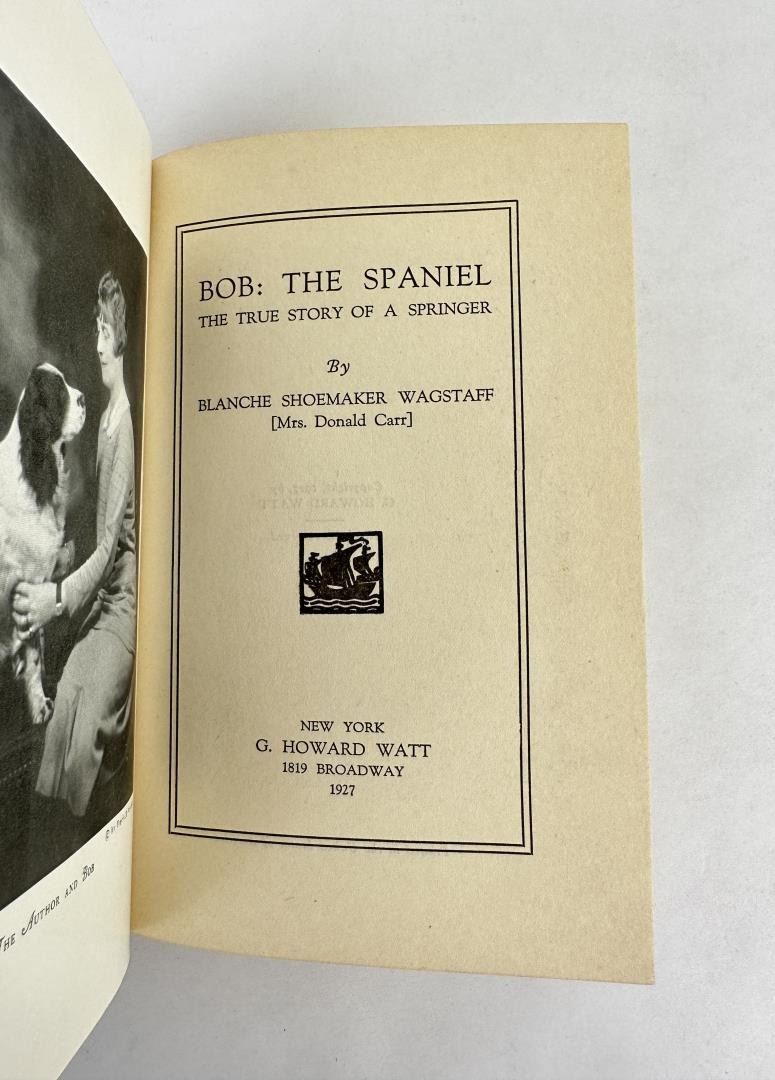 THE AUTHOR AND BOB
BOB: THE SPANIEL
THE TRUE STORY OF A SPRINGER
By
BLANCHE SHOEMAKER WAGSTAFF
[Mrs. Donald Carr]
NEW YORK
G. HOWARD WATT
1819 BROADWAY
1927